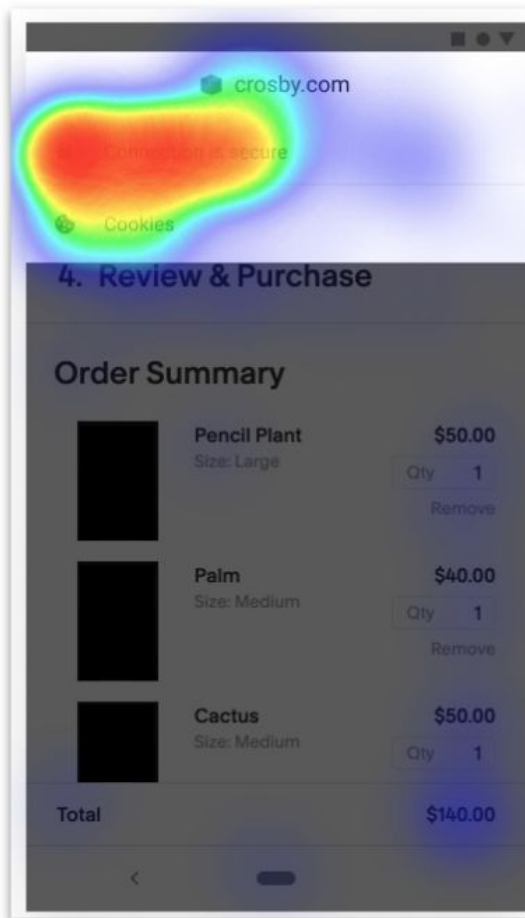 crosby.com
Connection is secure
Cookies
4. Review & Purchase
Order Summary
Pencil Plant $50.00
Size: Large
Qty 1
Remove
Palm $40.00
Size: Medium
Qty 1
Remove
Cactus $50.00
Size: Medium
Qty 1
Total $140.00